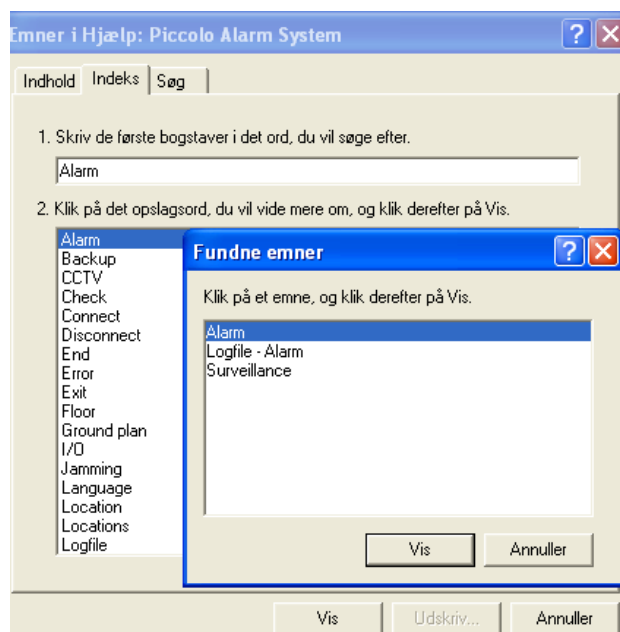 Emner i Hjælp: Piccolo Alarm System
Indhold Indeks Søg
1. Skriv de første bogstaver i det ord, du vil søge efter.
Alarm
2. Klik på det opslagsord, du vil vide mere om, og klik derefter på Vis.
Alarm
Backup
CCTV
Check
Connect
Disconnect
End
Error
Exit
Floor
Ground plan
I/O
Jamming
Language
Location
Locations
Logfile
Fundne emner
Klik på et emne, og klik derefter på Vis.
Alarm
Logfile - Alarm
Surveillance
Vis Annuller
Vis Udskriv... Annuller